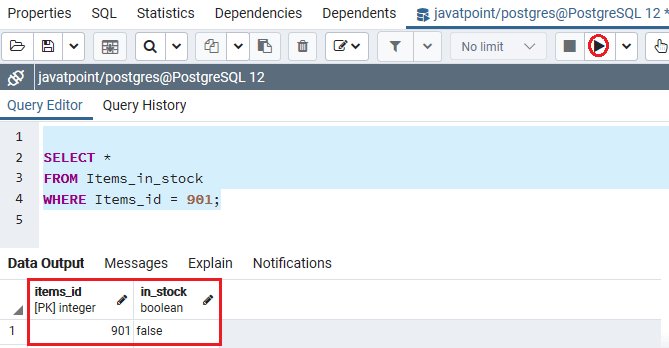 Properties SQL Statistics Dependencies Dependents javatpoint/postgres@PostgreSQL 12 *
No limit
javatpoint/postgres@PostgreSQL 12
Query Editor Query History
1
2 SELECT *
3 FROM Items_in_stock
4 WHERE Items_id = 901;
5
Data Output Messages Explain Notifications
items_id in_stock
[PK] integer boolean
1 901 false